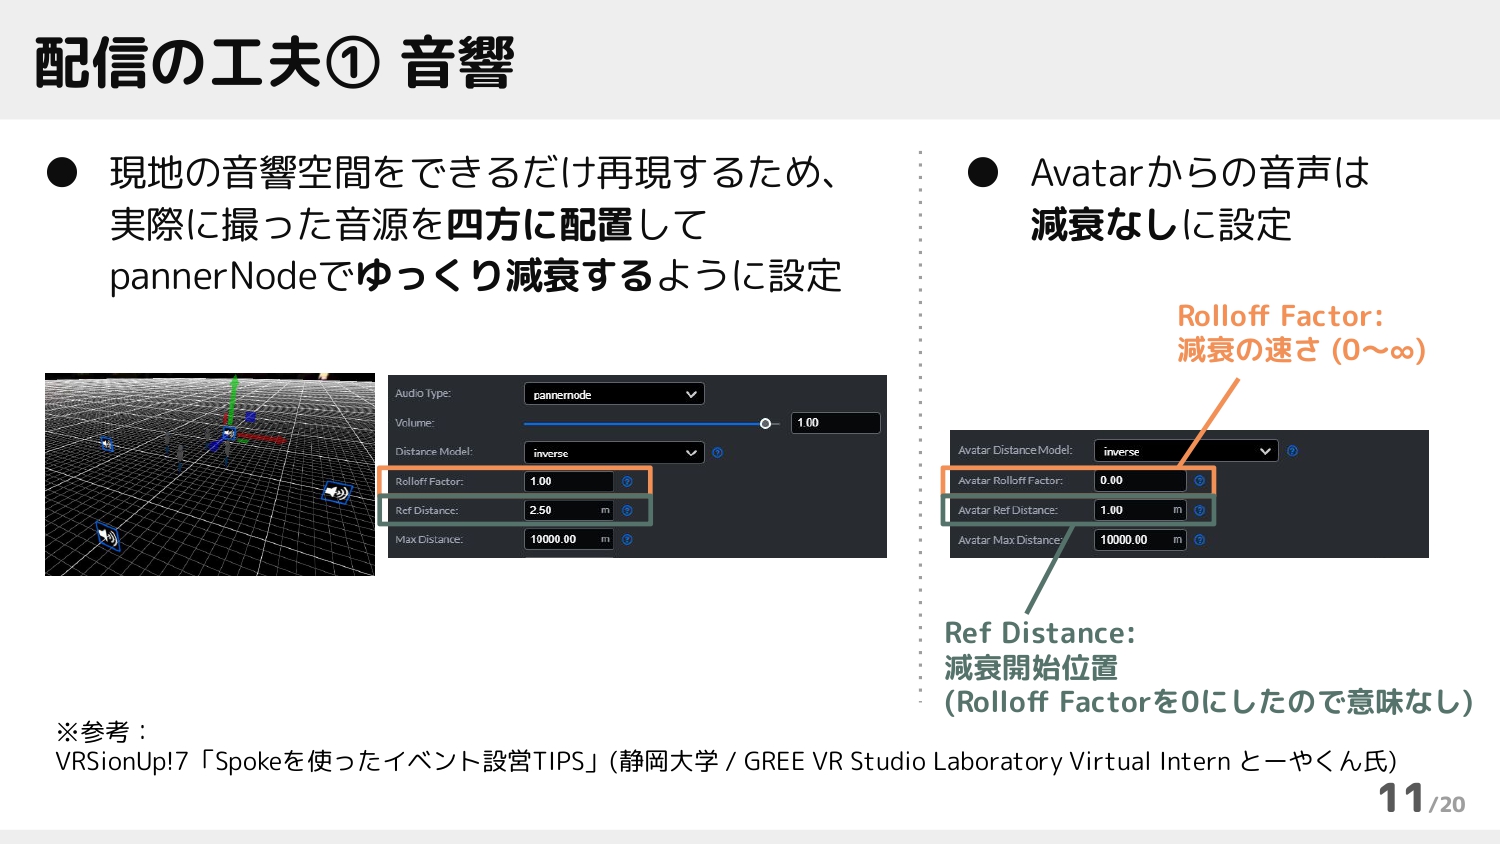 配信の工夫① 音響
● 現地の音響空間をできるだけ再現するため、
実際に撮った音源を四方に配置して
pannerNodeでゆっくり減衰するように設定
Audio Type: pannernode
Volume: 1.00
Distance Model: inverse
Rolloff Factor: 1.00
Ref Distance: 2.50 m
Max Distance: 10000.00 m
● Avatarからの音声は
減衰なしに設定
Rolloff Factor:
減衰の速さ (0〜∞)
Avatar Distance Model: inverse
Avatar Rolloff Factor: 0.00
Avatar Ref Distance: 1.00 m
Avatar Max Distance: 10000.00 m
Ref Distance:
減衰開始位置
(Rolloff Factorを0にしたので意味なし)
※参考：
VRSionUp!7「Spokeを使ったイベント設営TIPS」(静岡大学 / GREE VR Studio Laboratory Virtual Intern とーやくん氏)
11/20